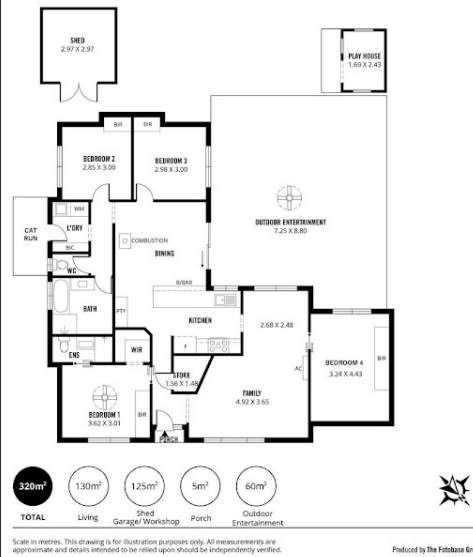 SHED
2.97 X 2.97
PLAY HOUSE
1.69 X 2.43
BIR
BIR
BEDROOM 2
2.85 X 3.00
BEDROOM 3
2.98 X 3.00
WM
L'DRY
CAT
RUN
BIC
COMBUSTION
DINING
OUTDOOR ENTERTAINMENT
7.25 X 8.80
WC
B/BAR
BATH
PTY
KITCHEN
2.68 X 2.48
F
ENS
WIR
STORE
1.56 X 1.48
AC
BEDROOM 4
3.24 X 4.43
BIR
FAMILY
4.92 X 3.65
BEDROOM 1
3.62 X 3.01
BIR
PORCH
320m²
130m²
125m²
5m²
60m²
TOTAL
Living
Shed
Garage/ Workshop
Porch
Outdoor
Entertainment
Scale in metres. This drawing is for illustration purposes only. All measurements are
approximate and details intended to be relied upon should be independently verified.
Produced by The Fotobase Gr